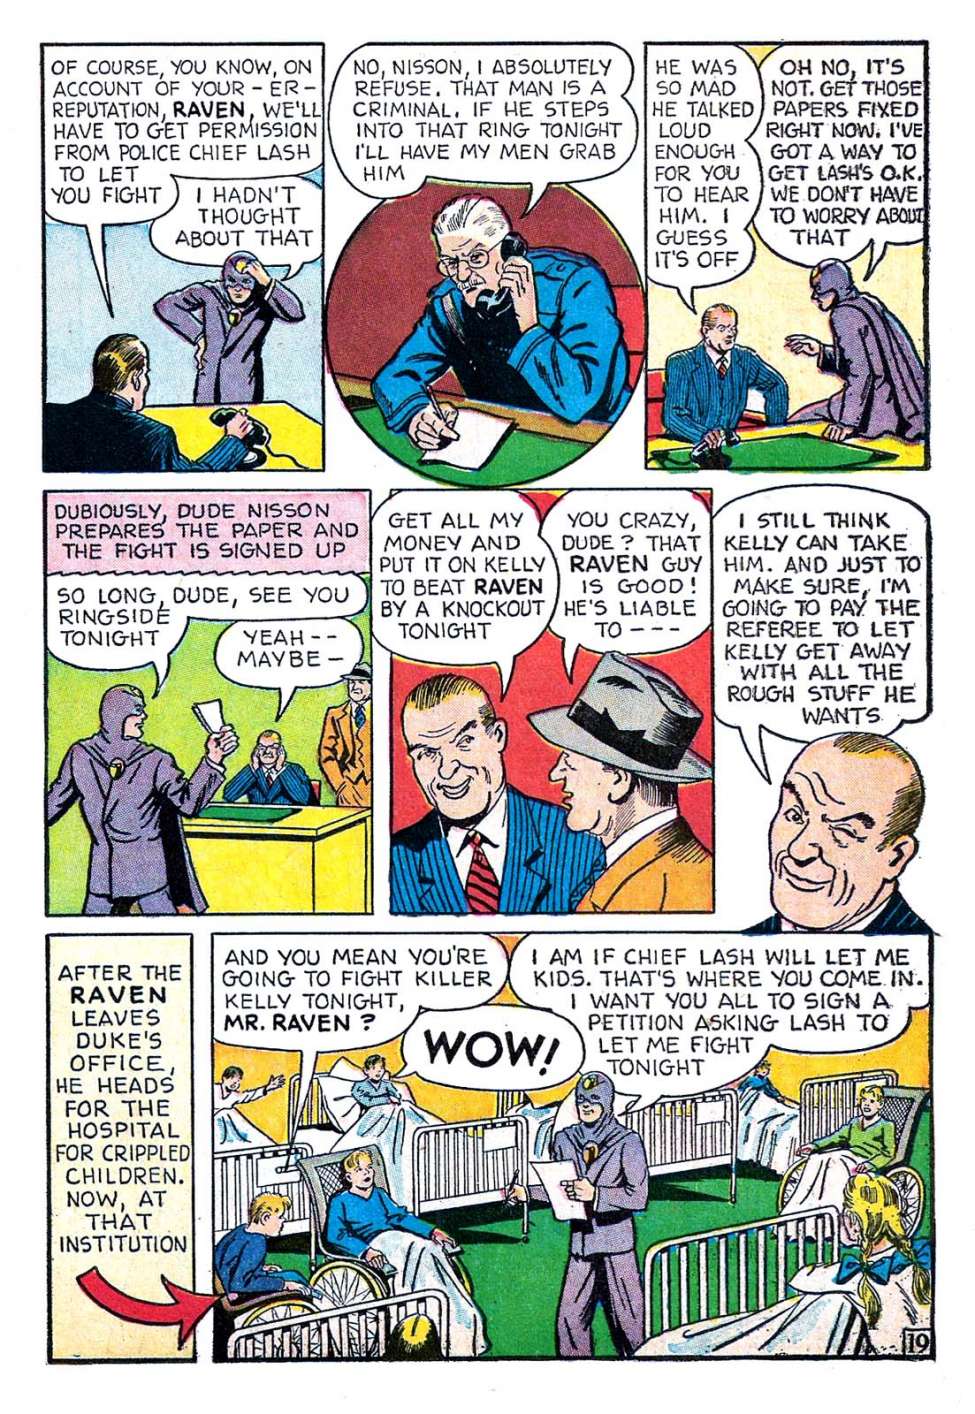 OF COURSE, YOU KNOW, ON
ACCOUNT OF YOUR - ER -
REPUTATION, RAVEN, WE'LL
HAVE TO GET PERMISSION
FROM POLICE CHIEF LASH
TO LET
YOU FIGHT
I HADN'T
THOUGHT
ABOUT THAT
NO, NISSON, I ABSOLUTELY
REFUSE. THAT MAN IS A
CRIMINAL. IF HE STEPS
INTO THAT RING TONIGHT
I'LL HAVE MY MEN GRAB
HIM
HE WAS
SO MAD
HE TALKED
LOUD
ENOUGH
FOR YOU
TO HEAR
HIM. I
GUESS
IT'S OFF
OH NO, IT'S
NOT. GET THOSE
PAPERS FIXED
RIGHT NOW. I'VE
GOT A WAY TO
GET LASH'S O.K.
WE DON'T HAVE
TO WORRY ABOUT
THAT
DUBIOUSLY, DUDE NISSON
PREPARES THE PAPER AND
THE FIGHT IS SIGNED UP
SO LONG, DUDE, SEE YOU
RINGSIDE
TONIGHT
YEAH --
MAYBE -
GET ALL MY
MONEY AND
PUT IT ON KELLY
TO BEAT RAVEN
BY A KNOCKOUT
TONIGHT
YOU CRAZY,
DUDE? THAT
RAVEN GUY
IS GOOD!
HE'S LIABLE
TO - - -
I STILL THINK
KELLY CAN TAKE
HIM. AND JUST TO
MAKE SURE, I'M
GOING TO PAY THE
REFEREE TO LET
KELLY GET AWAY
WITH ALL THE
ROUGH STUFF HE
WANTS
AFTER THE
RAVEN
LEAVES
DUKE'S
OFFICE,
HE HEADS
FOR THE
HOSPITAL
FOR CRIPPLED
CHILDREN.
NOW, AT
THAT
INSTITUTION
AND YOU MEAN YOU'RE
GOING TO FIGHT KILLER
KELLY TONIGHT,
MR. RAVEN?
WOW!
I AM IF CHIEF LASH WILL LET ME
KIDS. THAT'S WHERE YOU COME IN.
I WANT YOU ALL TO SIGN A
PETITION ASKING LASH TO
LET ME FIGHT
TONIGHT
19